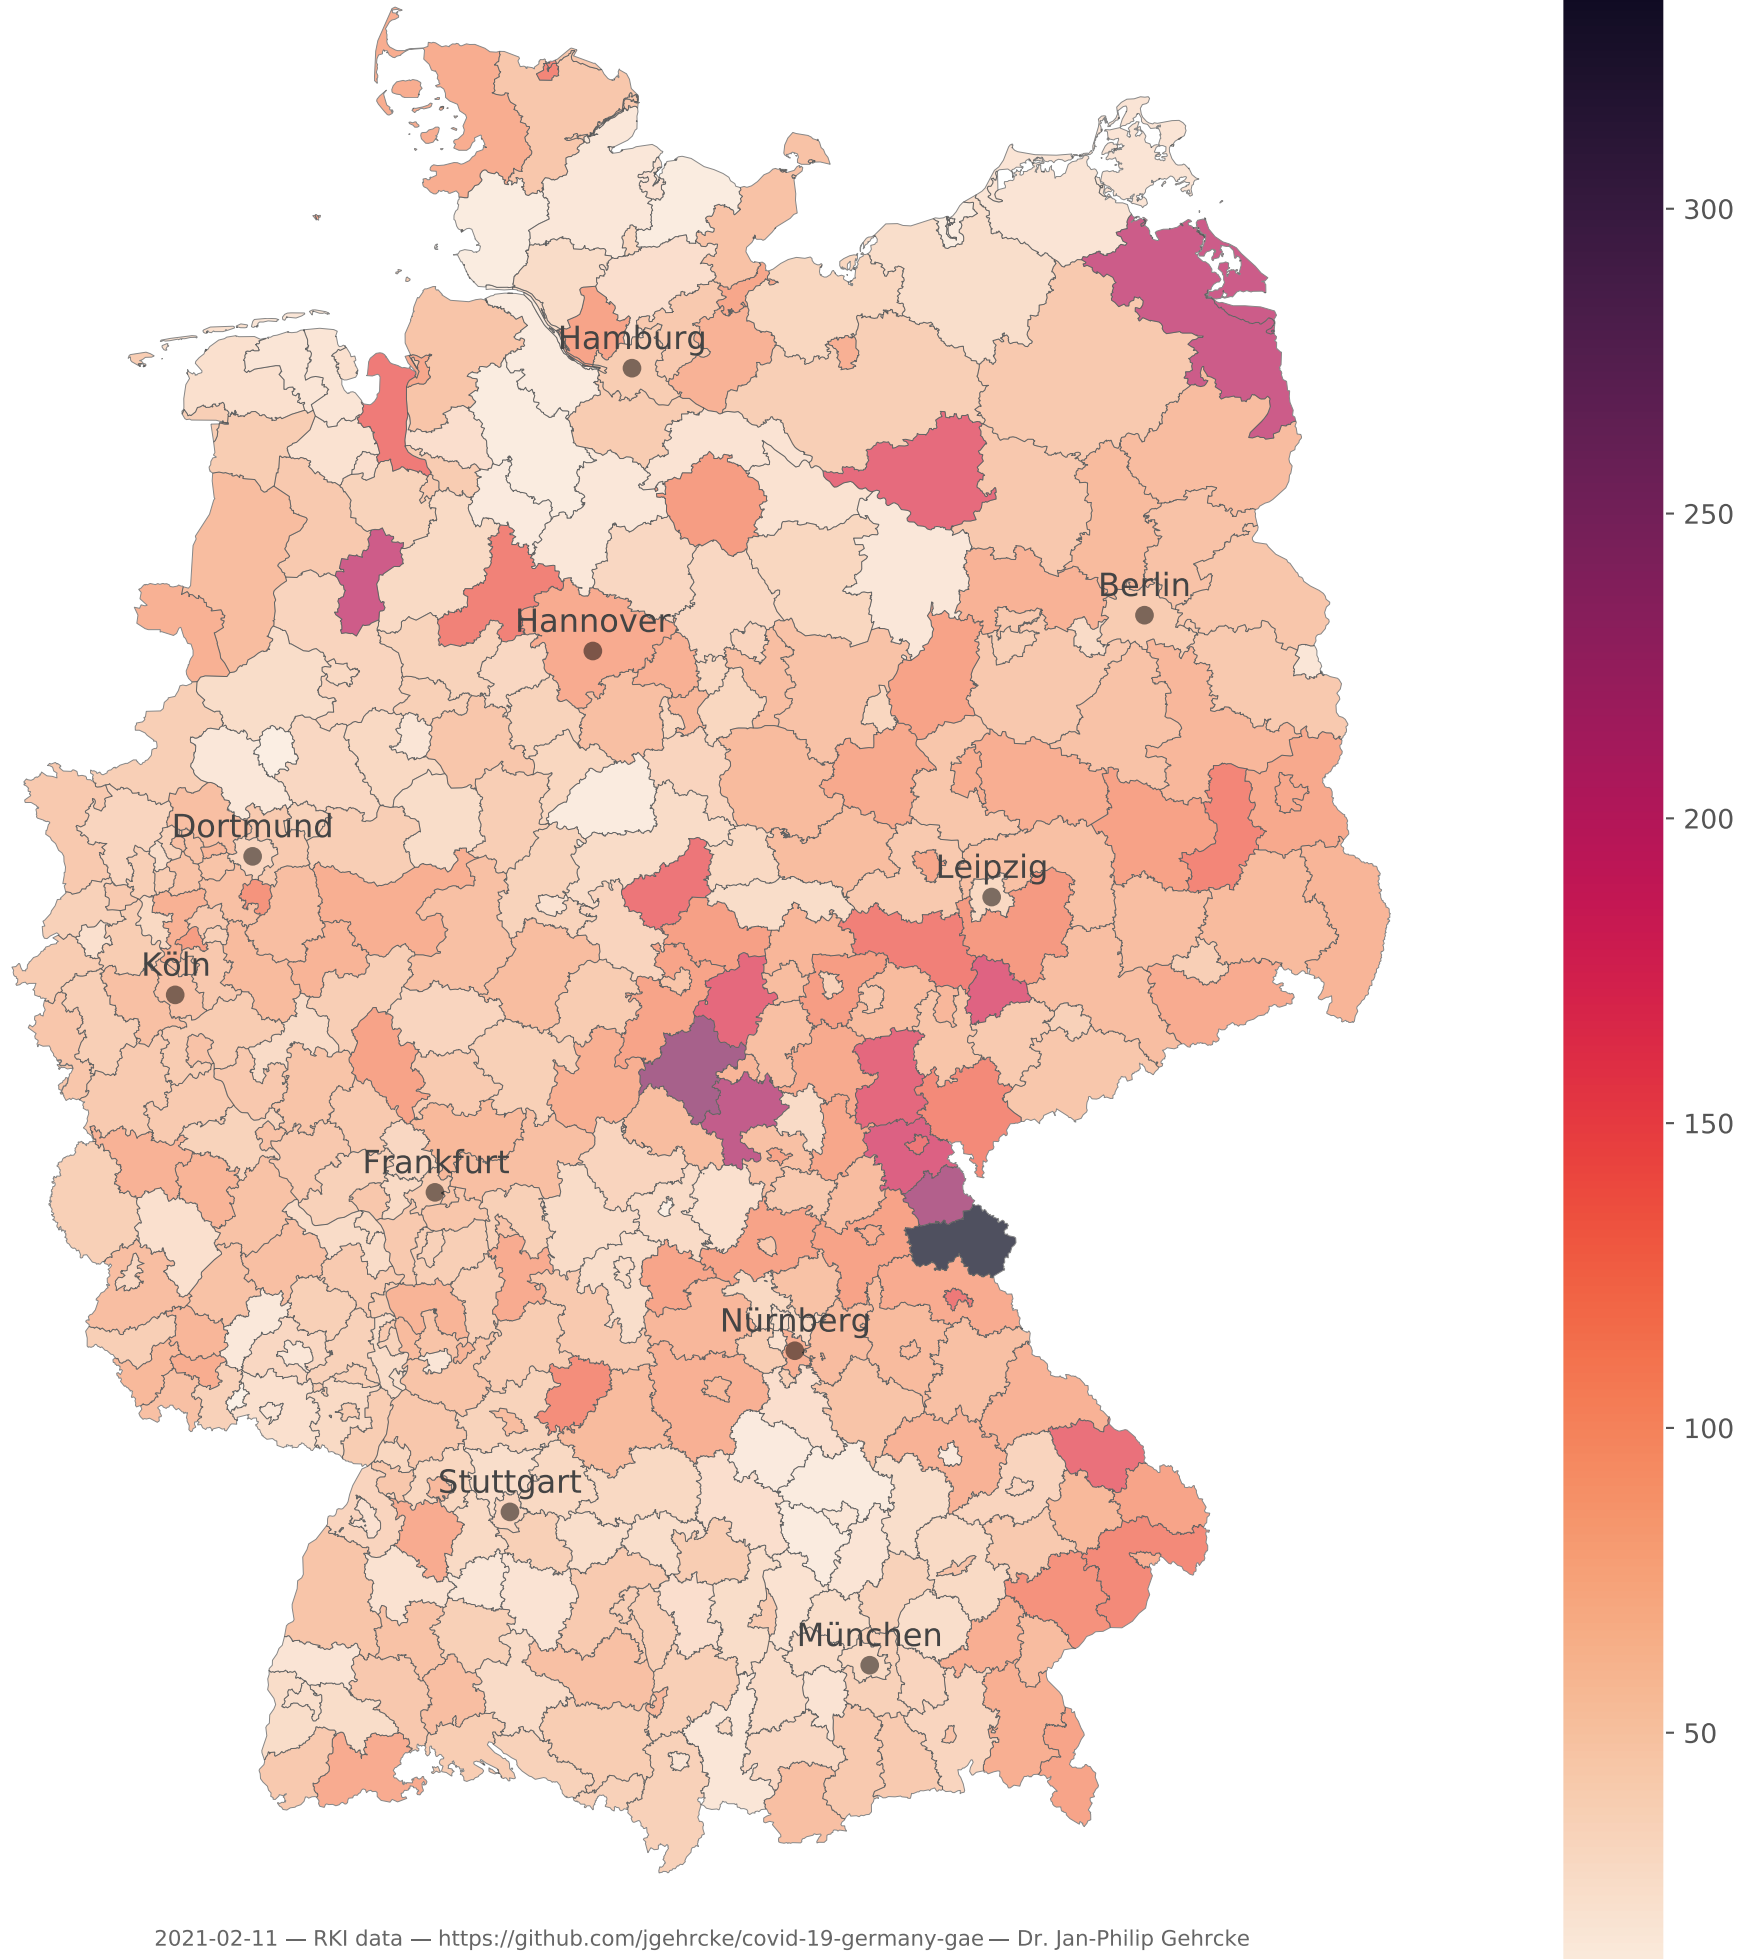 300
Hamburg
250
Berlin
Hannover
200
Dortmund
Leipzig
Köln
150
Frankfurt
Nürnberg
100
Stuttgart
München
50
2021-02-11 — RKI data — https://github.com/jgehrcke/covid-19-germany-gae — Dr. Jan-Philip Gehrcke